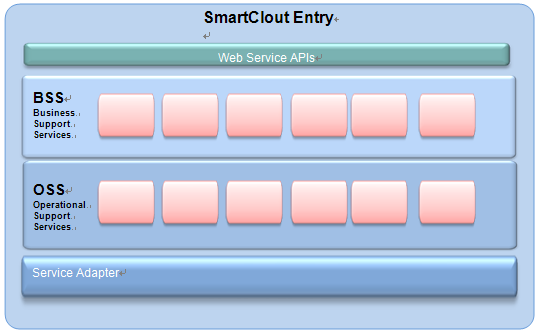 SmartClout Entry
Web Service APIs
BSS
Business
Support
Services
OSS
Operational
Support
Services
Service Adapter